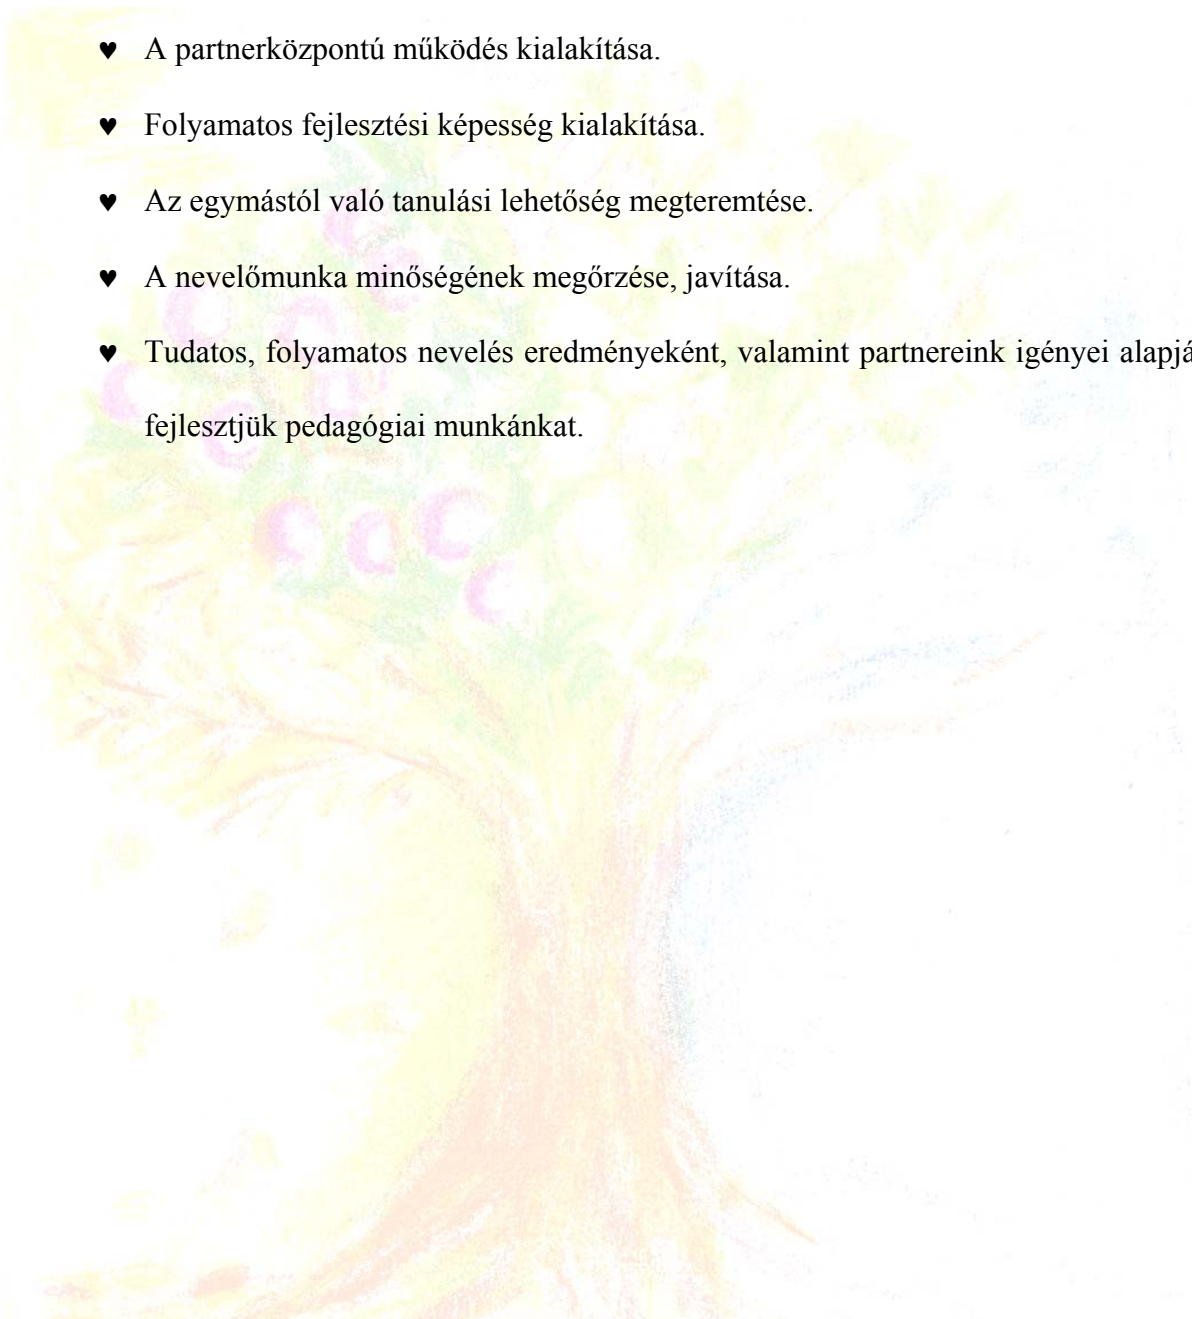 ♥ A partnerközpontú működés kialakítása.
♥ Folyamatos fejlesztési képesség kialakítása.
♥ Az egymástól való tanulási lehetőség megteremtése.
♥ A nevelőmunka minőségének megőrzése, javítása.
♥ Tudatos, folyamatos nevelés eredményeként, valamint partnereink igényei alapjá
fejlesztjük pedagógiai munkánkat.